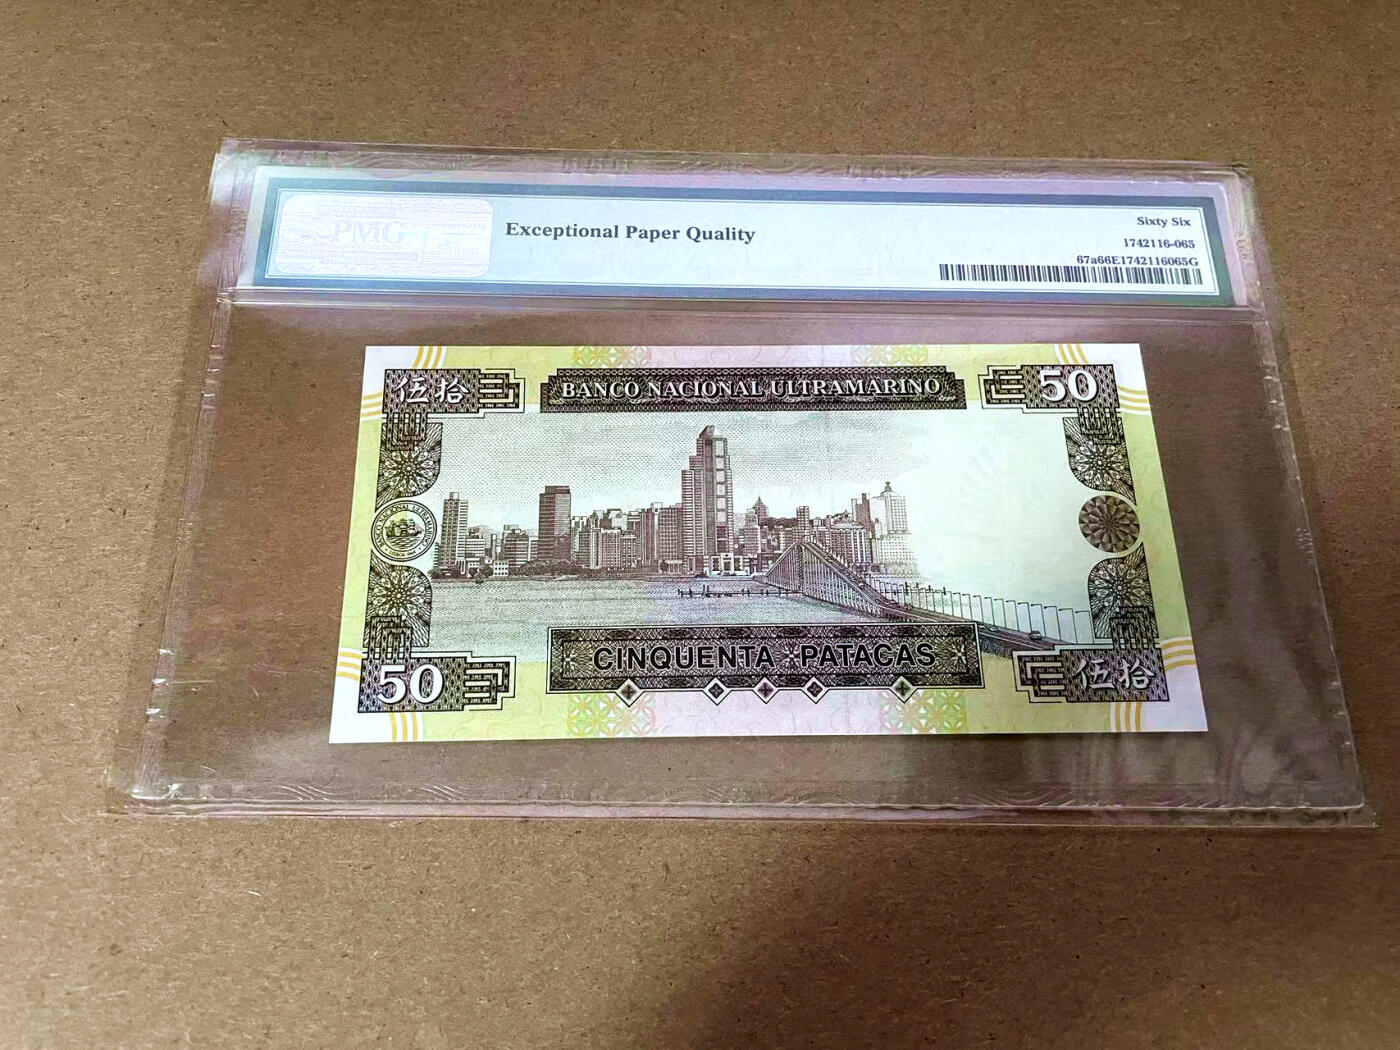 PMG
Exceptional Paper Quality
Sixty Six
1742116-065
67a66E1742116065G
伍拾
BANCO NACIONAL ULTRAMARINO
50
50
CINQUENTA PATACAS
伍拾